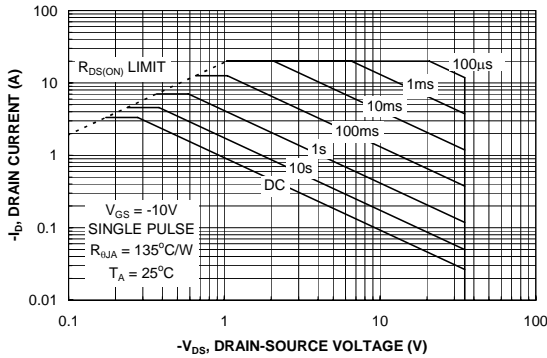 100
10
1
0.1
0.01
-I_D, DRAIN CURRENT (A)
R_DS(ON) LIMIT
100µs
1ms
10ms
100ms
1s
10s
DC
V_GS = -10V
SINGLE PULSE
R_θJA = 135°C/W
T_A = 25°C
0.1
1
10
100
-V_DS, DRAIN-SOURCE VOLTAGE (V)